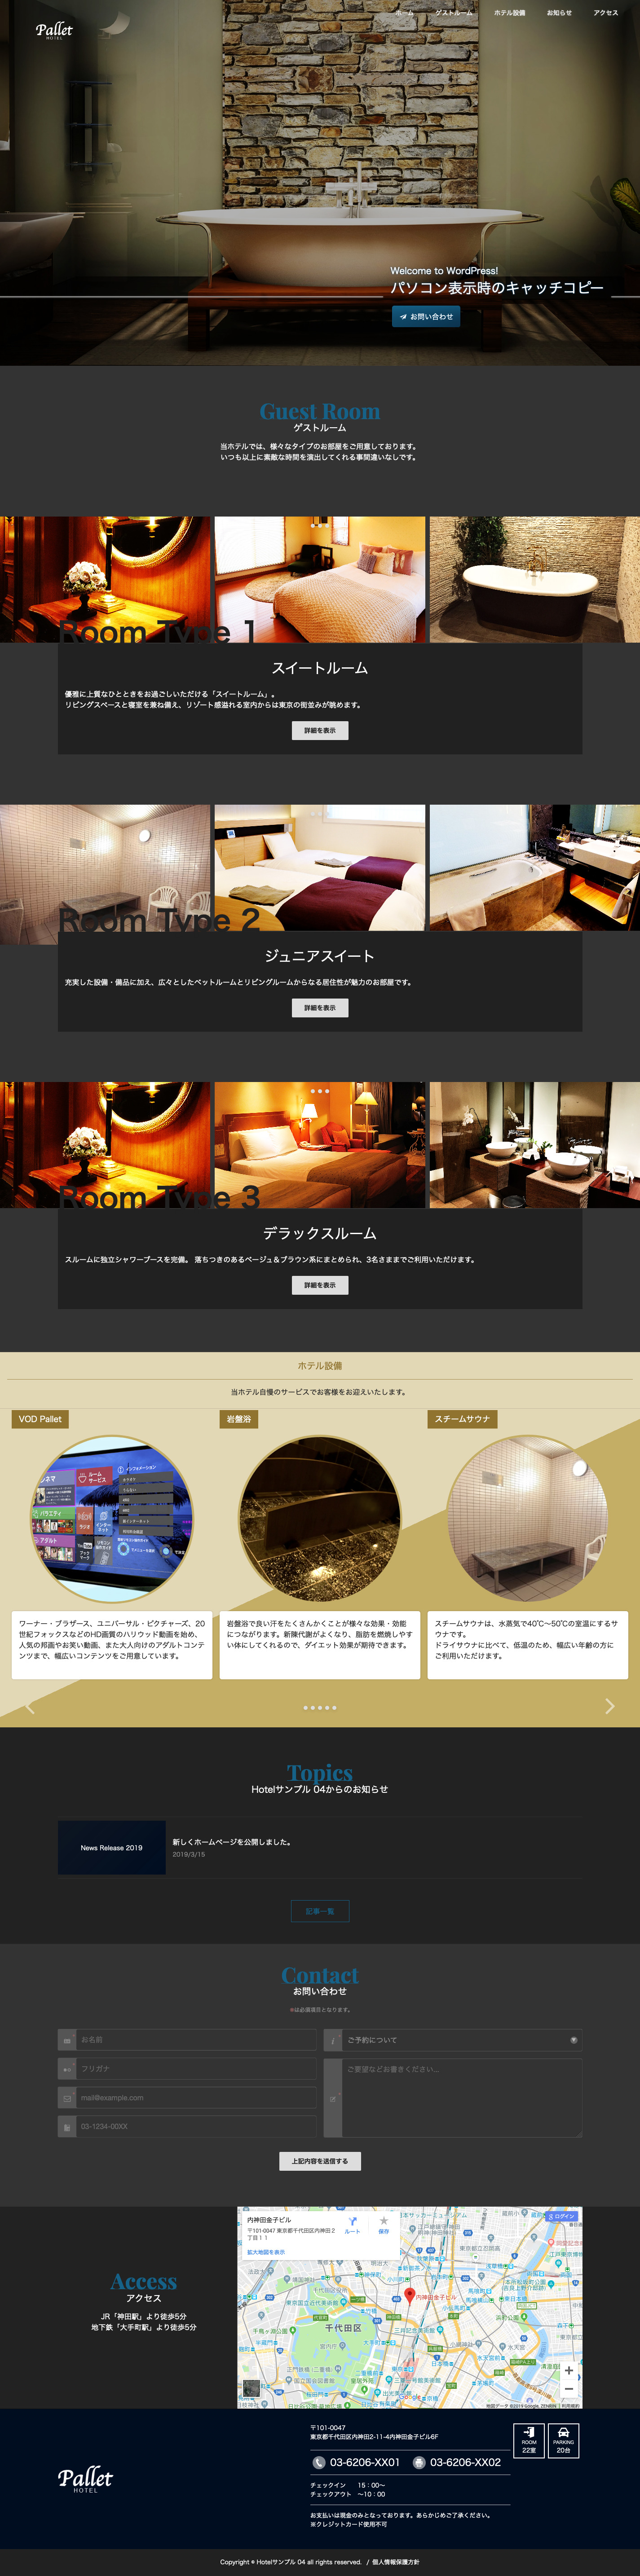 Pallet
HOTEL
ホーム ゲストルーム ホテル設備 お知らせ アクセス
Welcome to WordPress!
パソコン表示時のキャッチコピー
お問い合わせ
Guest Room
ゲストルーム
当ホテルでは、様々なタイプのお部屋をご用意しております。
いつも以上に素敵な時間を演出してくれる事間違いなしです。
Room Type 1
スイートルーム
優雅に上質なひとときをお過ごしいただける「スイートルーム」。
リビングスペースと寝室を兼ね備え、リゾート感溢れる室内からは東京の街並みが眺めます。
詳細を表示
Room Type 2
ジュニアスイート
充実した設備・備品に加え、広々としたベットルームとリビングルームからなる居住性が魅力のお部屋です。
詳細を表示
Room Type 3
デラックスルーム
スルームに独立シャワーブースを完備。 落ちつきのあるベージュ＆ブラウン系にまとめられ、3名さままでご利用いただけます。
詳細を表示
ホテル設備
当ホテル自慢のサービスでお客様をお迎えいたします。
VOD Pallet
ルーム
サービス
インフォメーション
バラエティ
ラジオ
アダルト
ワーナー・ブラザース、ユニバーサル・ピクチャーズ、20
世紀フォックスなどのHD画質のハリウッド動画を始め、
人気の邦画やお笑い動画、また大人向けのアダルトコンテ
ンツまで、幅広いコンテンツをご用意しています。
岩盤浴
岩盤浴で良い汗をたくさんかくことが様々な効果・効能
につながります。新陳代謝がよくなり、脂肪を燃焼しやす
い体にしてくれるので、ダイエット効果が期待できます。
スチームサウナ
スチームサウナは、水蒸気で40℃〜50℃の室温にするサ
ウナです。
ドライサウナに比べて、低温のため、幅広い年齢の方に
ご利用いただけます。
Topics
Hotelサンプル 04からのお知らせ
News Release 2019
新しくホームページを公開しました。
2019/3/15
記事一覧
Contact
お問い合わせ
※は必須項目となります。
お名前
フリガナ
mail@example.com
03-1234-00XX
ご予約について
ご要望などお書きください...
上記内容を送信する
Access
アクセス
JR「神田駅」より徒歩5分
地下鉄「大手町駅」より徒歩5分
内神田金子ビル
〒101-0047 東京都千代田区内神田２
丁目１１
ルート
保存
拡大地図を表示
ログイン
内神田金子ビル
千代田区
Pallet
HOTEL
〒101-0047
東京都千代田区内神田2-11-4内神田金子ビル6F
03-6206-XX01 03-6206-XX02
チェックイン 15：00〜
チェックアウト 〜10：00
お支払いは現金のみとなっております。あらかじめご了承ください。
※クレジットカード使用不可
ROOM
22室
PARKING
20台
Copyright © Hotelサンプル 04 all rights reserved. / 個人情報保護方針